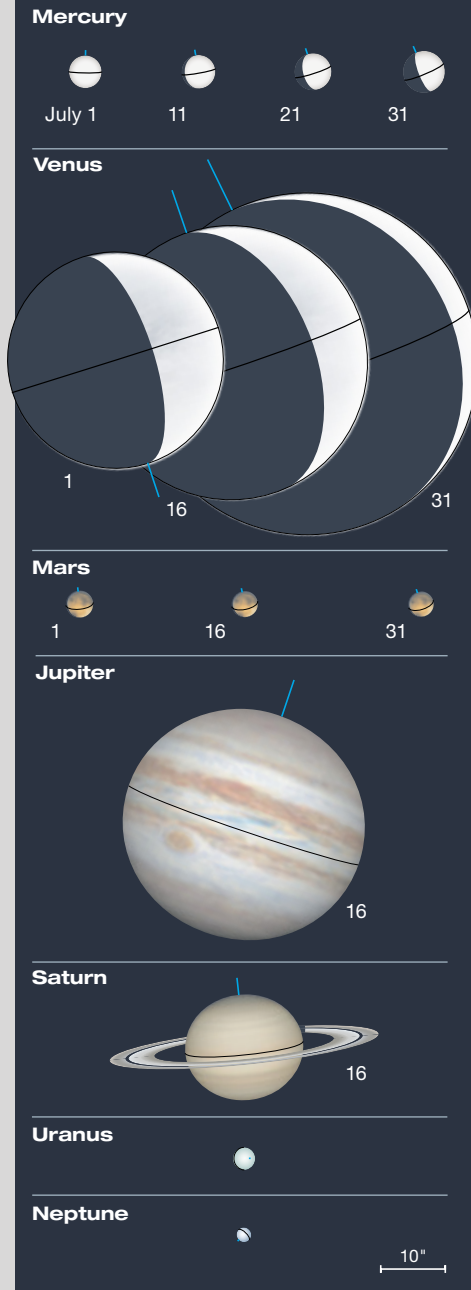 Mercury
July 1 11 21 31
Venus
1
16
31
Mars
1 16 31
Jupiter
16
Saturn
16
Uranus
Neptune
10"